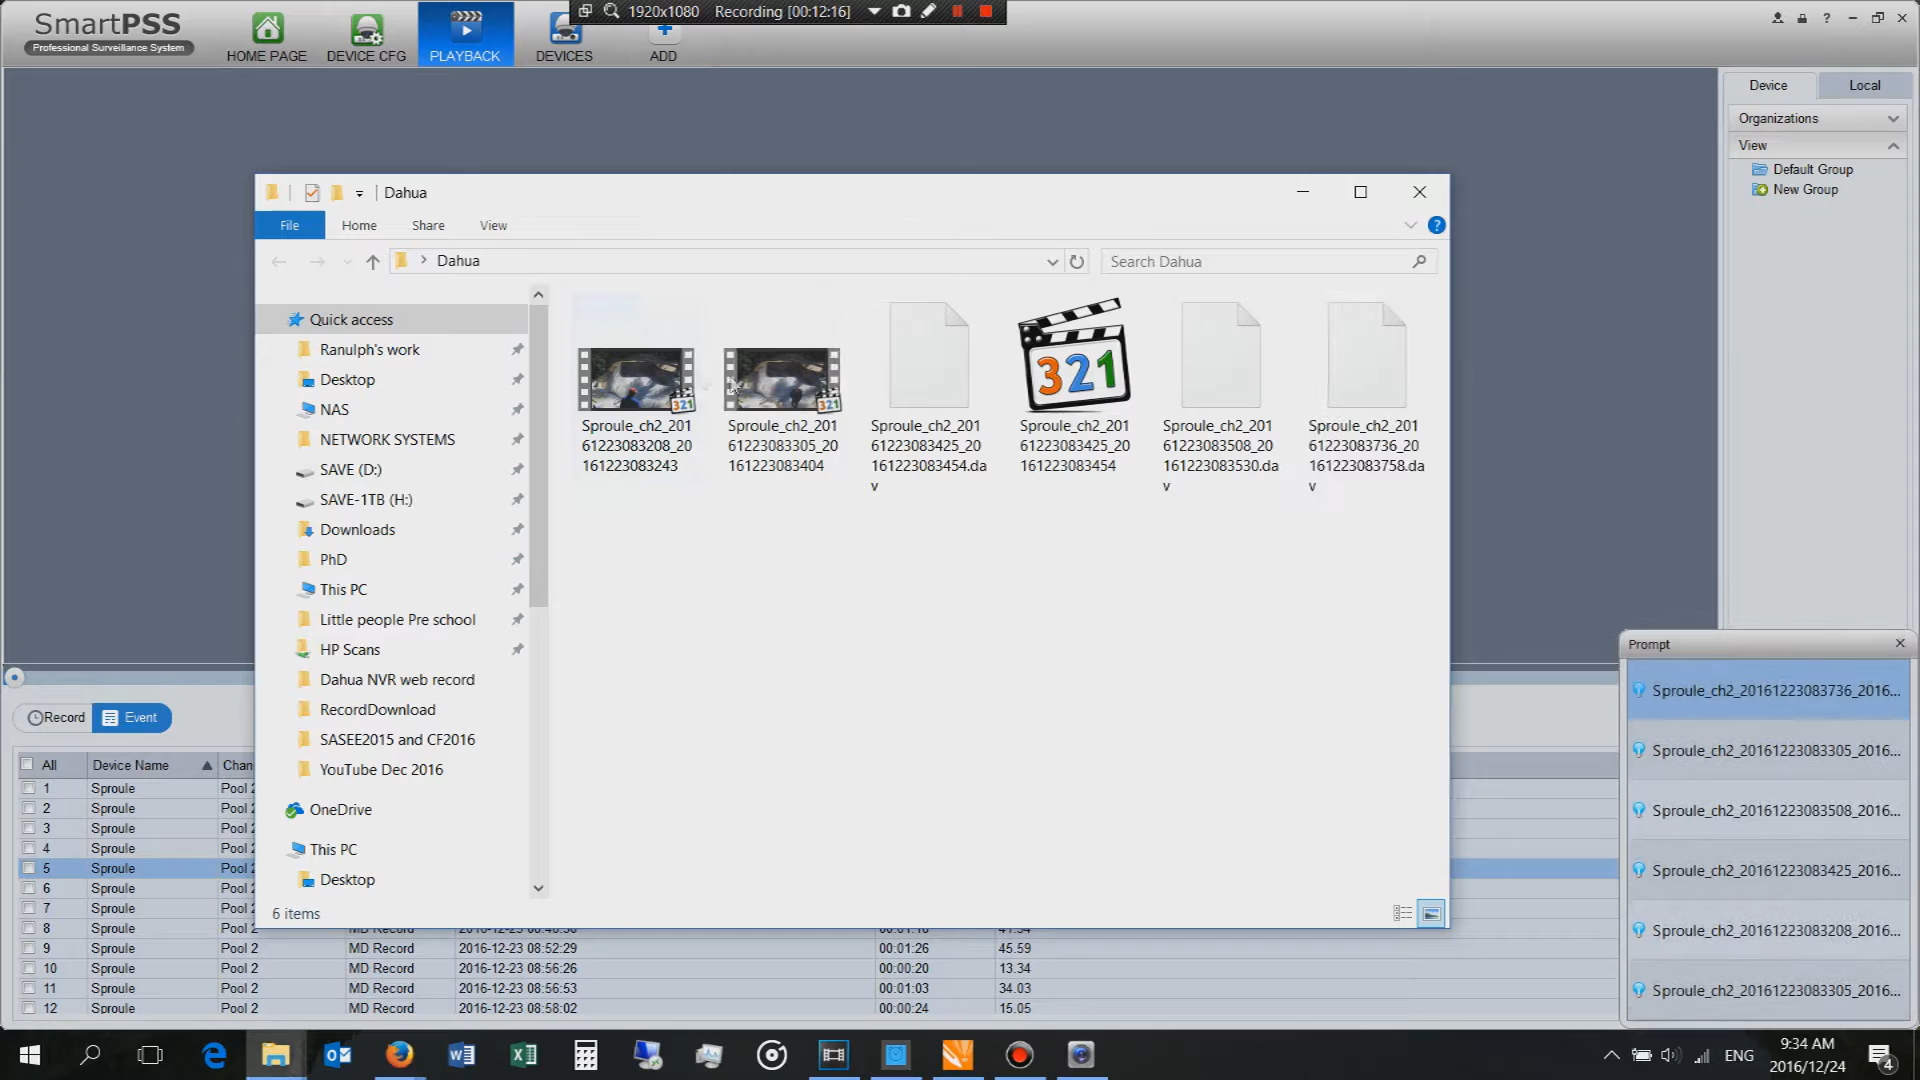 SmartPSS
Professional Surveillance System
HOME PAGE
DEVICE CFG
PLAYBACK
DEVICES
ADD
1920x1080 Recording [00:12:16]
Device
Local
Organizations
View
Default Group
New Group
Dahua
File
Home
Share
View
Dahua
Search Dahua
Quick access
Ranulph's work
Desktop
NAS
NETWORK SYSTEMS
SAVE (D:)
SAVE-1TB (H:)
Downloads
PhD
This PC
Little people Pre school
HP Scans
Dahua NVR web record
RecordDownload
SASEE2015 and CF2016
YouTube Dec 2016
OneDrive
This PC
Desktop
321
321
321
Sproule_ch2_201
61223083208_20
161223083243
Sproule_ch2_201
61223083305_20
161223083404
Sproule_ch2_201
61223083425_20
161223083454.da
v
Sproule_ch2_201
61223083425_20
161223083454
Sproule_ch2_201
61223083508_20
161223083530.da
v
Sproule_ch2_201
61223083736_20
161223083758.da
v
6 items
Prompt
Sproule_ch2_20161223083736_2016...
Sproule_ch2_20161223083305_2016...
Sproule_ch2_20161223083508_2016...
Sproule_ch2_20161223083425_2016...
Sproule_ch2_20161223083208_2016...
Sproule_ch2_20161223083305_2016...
Record
Event
All Device Name Chan
1 Sproule Pool 2
2 Sproule Pool 2
3 Sproule Pool 2
4 Sproule Pool 2
5 Sproule Pool 2
6 Sproule Pool 2
7 Sproule Pool 2
8 Sproule Pool 2 MD Record
9 Sproule Pool 2 MD Record 2016-12-23 08:52:29 00:01:26 45.59
10 Sproule Pool 2 MD Record 2016-12-23 08:56:26 00:00:20 13.34
11 Sproule Pool 2 MD Record 2016-12-23 08:56:53 00:01:03 34.03
12 Sproule Pool 2 MD Record 2016-12-23 08:58:02 00:00:24 15.05
ENG
9:34 AM
2016/12/24
4